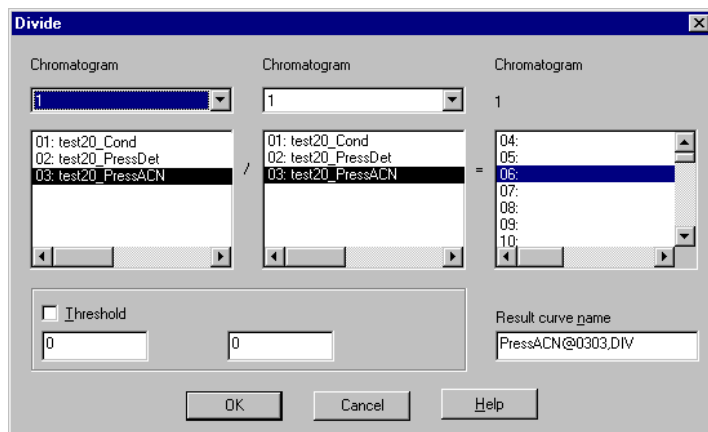 Divide
Chromatogram Chromatogram Chromatogram
1 1 1
01: test20_Cond
02: test20_PressDet
03: test20_PressACN
/
01: test20_Cond
02: test20_PressDet
03: test20_PressACN
=
04:
05:
06:
07:
08:
09:
10:
Threshold
0 0
Result curve name
PressACN@0303,DIV
OK Cancel Help